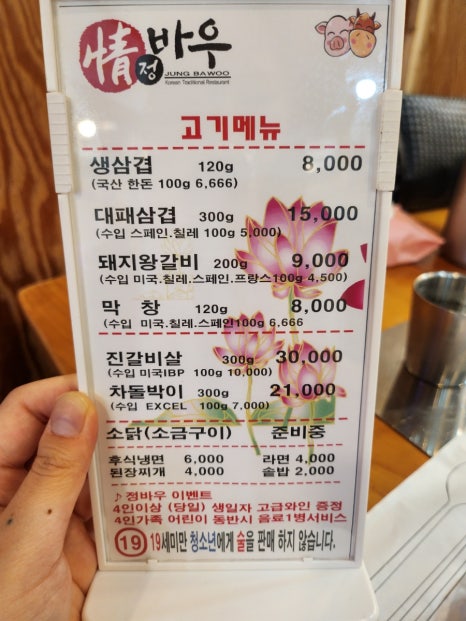 情 정 바우
JUNG BAWOO
Korean Traditional Restaurant
고기메뉴
생삼겹 120g 8,000
(국산 한돈 100g 6,666)
대패삼겹 300g 15,000
(수입 스페인.칠레 100g 5,000)
돼지왕갈비 200g 9,000
(수입 미국.칠레.스페인.프랑스100g 4,500)
막 창 120g 8,000
(수입 미국.칠레.스페인100g 6,666
진갈비살 300g 30,000
(수입 미국IBP 100g 10,000)
차돌박이 300g 21,000
(수입 EXCEL 100g 7,000)
소닭(소금구이) 준비중
후식냉면 6,000 라면 4,000
된장찌개 4,000 솥밥 2,000
♪ 정바우 이벤트
4인이상 (당일) 생일자 고급와인 증정
4인가족 어린이 동반시 음료1병서비스
19 19세미만 청소년에게 술을 판매 하지 않습니다.